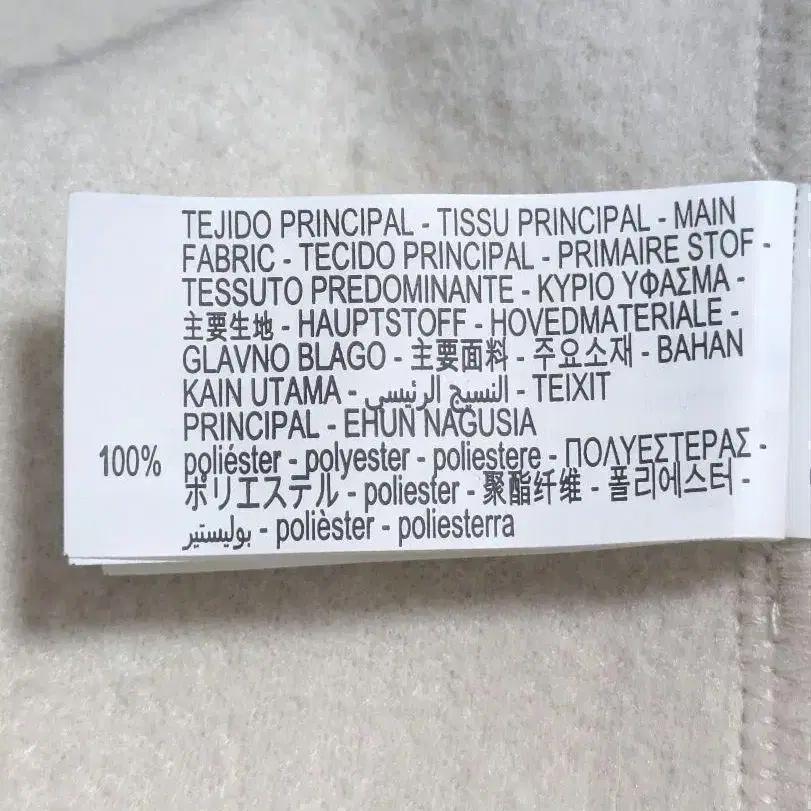 TEJIDO PRINCIPAL - TISSU PRINCIPAL - MAIN
FABRIC - TECIDO PRINCIPAL - PRIMAIRE STOF -
TESSUTO PREDOMINANTE - ΚΥΡΙΟ ΥΦΑΣΜΑ -
主要生地 - HAUPTSTOFF - HOVEDMATERIALE -
GLAVNO BLAGO - 主要面料 - 주요소재 - BAHAN
KAIN UTAMA - النسيج الرئيسي - TEIXIT
PRINCIPAL - EHUN NAGUSIA
100% poliéster - polyester - poliestere - ΠΟΛΥΕΣΤΕΡΑΣ -
ポリエステル - poliester - 聚酯纤维 - 폴리에스터 -
بوليستير - polièster - poliesterra